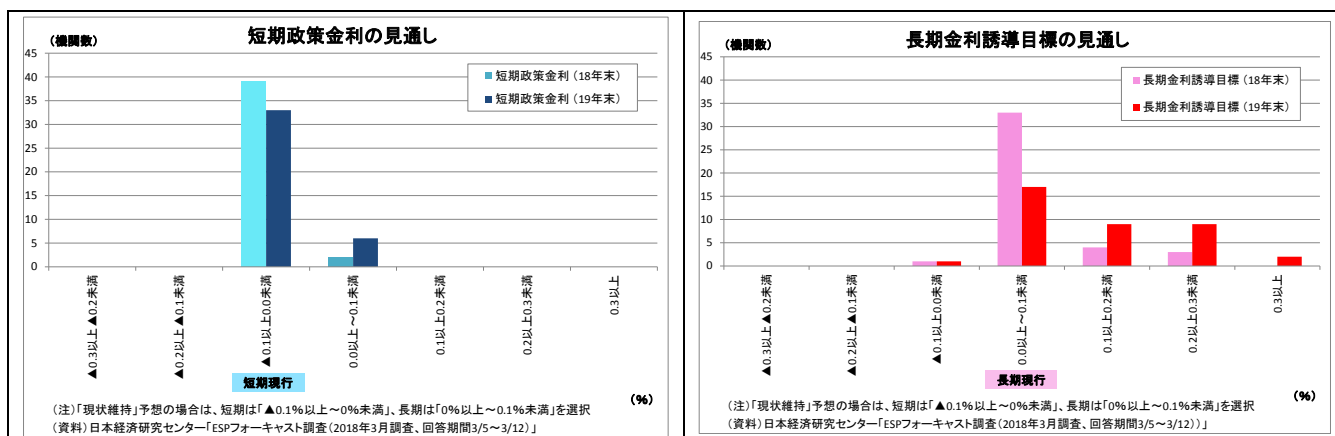 短期政策金利の見通し
（機関数）
45
40
35
30
25
20
15
10
5
0
短期政策金利（18年末）
短期政策金利（19年末）
▲0.3以上▲0.2未満
▲0.2以上▲0.1未満
▲0.1以上0.0未満
0.0以上～0.1未満
0.1以上0.2未満
0.2以上0.3未満
0.3以上
短期現行
（%）
（注）「現状維持」予想の場合は、短期は「▲0.1%以上～0%未満」、長期は「0%以上～0.1%未満」を選択
（資料）日本経済研究センター「ESPフォーキャスト調査（2018年3月調査、回答期間3/5～3/12）」
長期金利誘導目標の見通し
（機関数）
45
40
35
30
25
20
15
10
5
0
長期金利誘導目標（18年末）
長期金利誘導目標（19年末）
▲0.3以上▲0.2未満
▲0.2以上▲0.1未満
▲0.1以上0.0未満
0.0以上～0.1未満
0.1以上0.2未満
0.2以上0.3未満
0.3以上
長期現行
（%）
（注）「現状維持」予想の場合は、短期は「▲0.1%以上～0%未満」、長期は「0%以上～0.1%未満」を選択
（資料）日本経済研究センター「ESPフォーキャスト調査（2018年3月調査、回答期間3/5～3/12））」